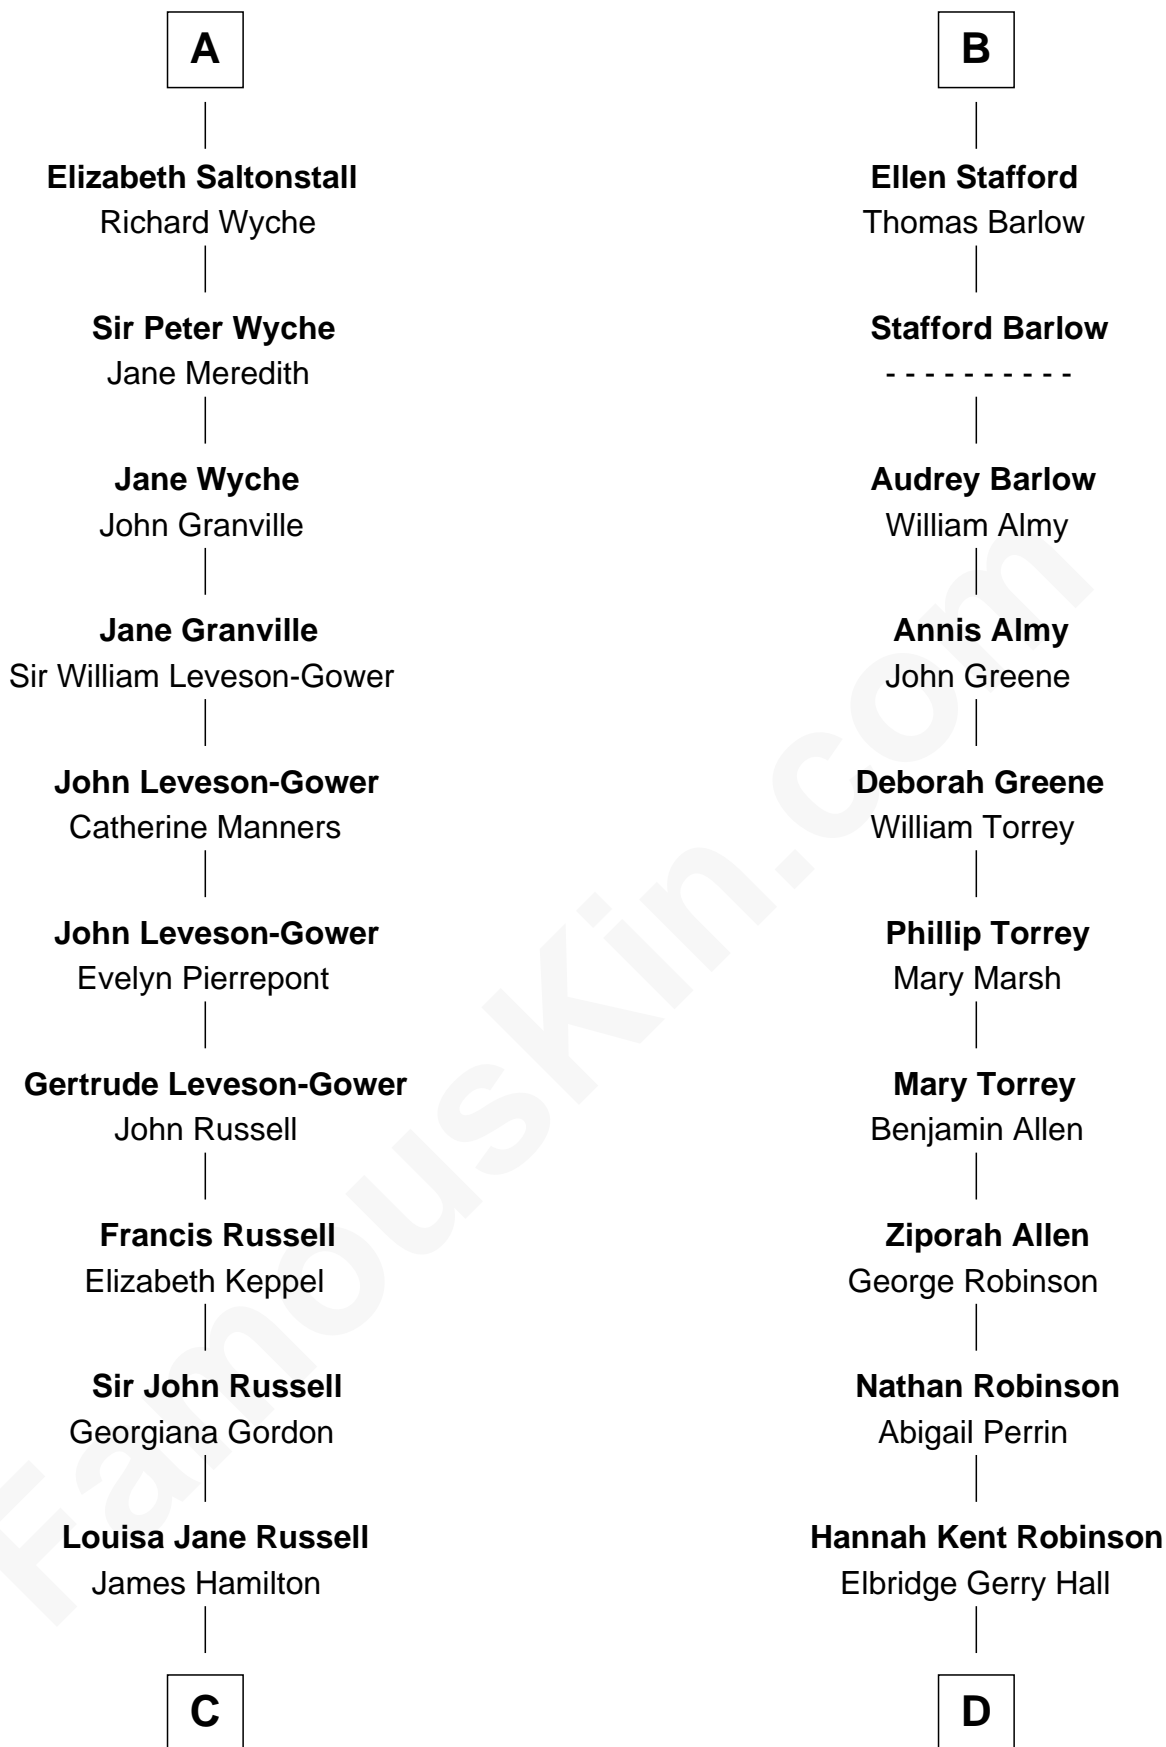 A
Elizabeth Saltonstall
Richard Wyche
Sir Peter Wyche
Jane Meredith
Jane Wyche
John Granville
Jane Granville
Sir William Leveson-Gower
John Leveson-Gower
Catherine Manners
John Leveson-Gower
Evelyn Pierrepont
Gertrude Leveson-Gower
John Russell
Francis Russell
Elizabeth Keppel
Sir John Russell
Georgiana Gordon
Louisa Jane Russell
James Hamilton
C
B
Ellen Stafford
Thomas Barlow
Stafford Barlow
- - - - - - - - - -
Audrey Barlow
William Almy
Annis Almy
John Greene
Deborah Greene
William Torrey
Phillip Torrey
Mary Marsh
Mary Torrey
Benjamin Allen
Ziporah Allen
George Robinson
Nathan Robinson
Abigail Perrin
Hannah Kent Robinson
Elbridge Gerry Hall
D
FamousKin.com